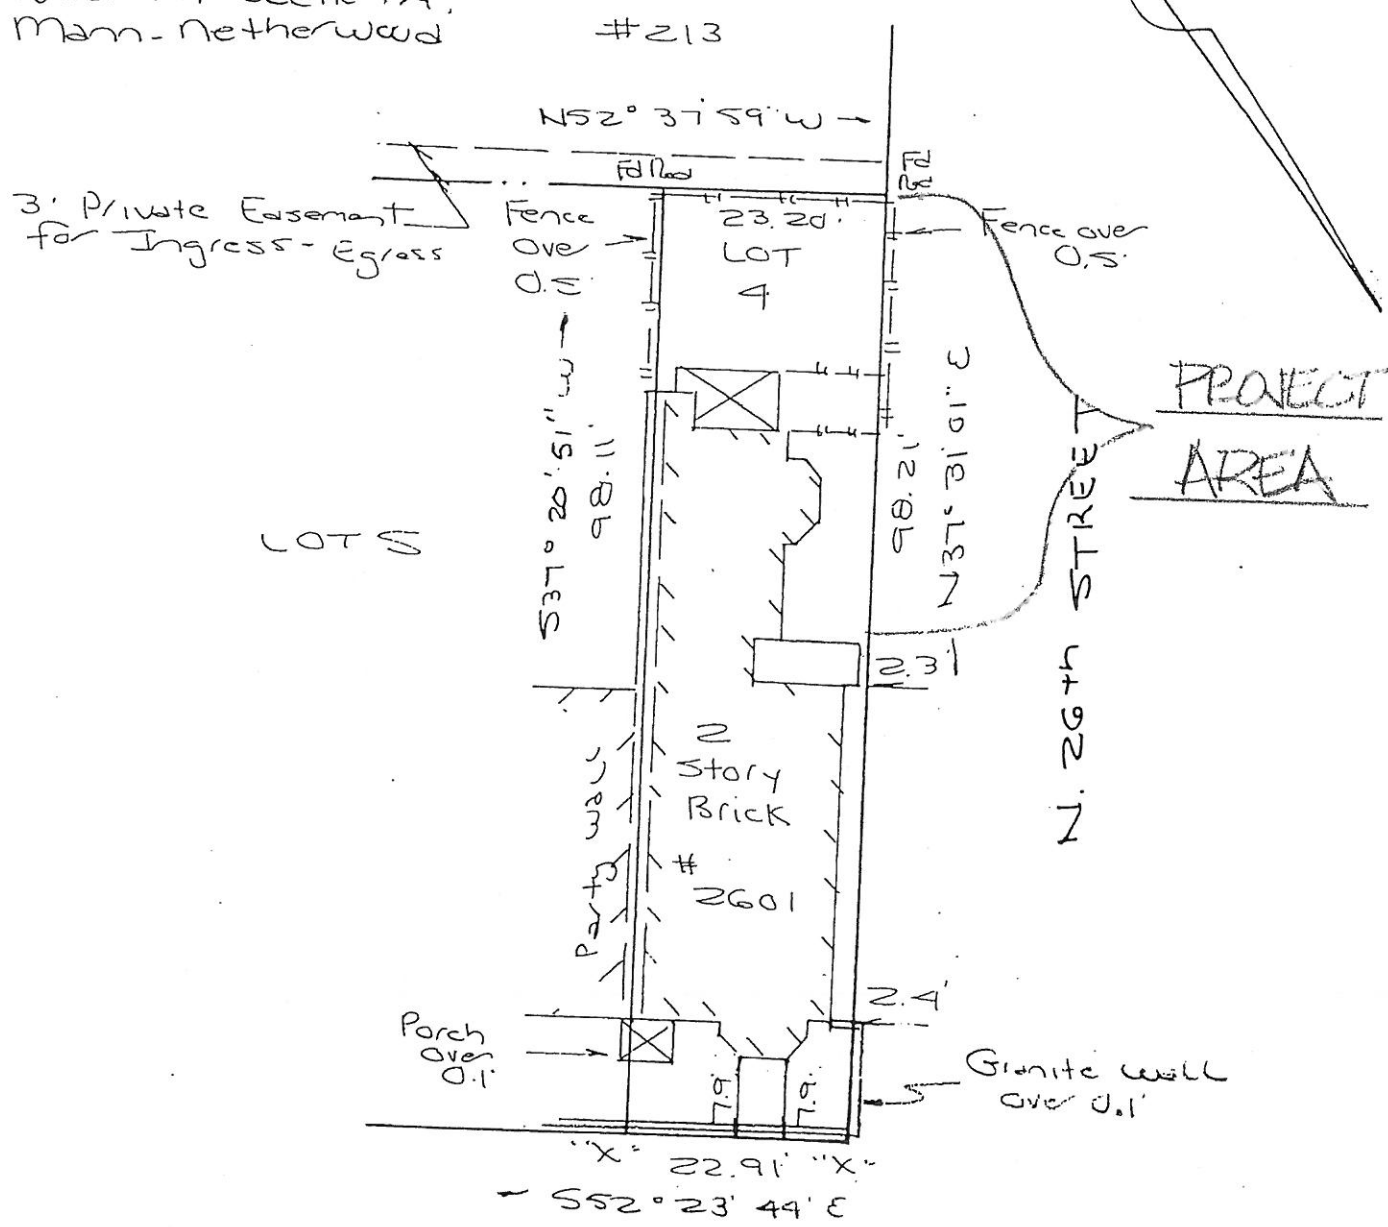 Mann-Netherwood
#213
N52° 37' 59" W
Fd Rod
3' Private Easement
for Ingress-Egress
Fence
Over
0.5'
23.20'
LOT
4
Fence over
0.5'
S37° 20' 51" W
98.11'
98.21'
N37° 31' 01" E
N. 26th STREET
PROJECT
AREA
LOT 5
2.3'
2
Story
Brick
#
2601
Party Wall
2.4'
Porch
Over
0.1'
7.9
7.9
Granite Wall
over 0.1'
"X" 22.91' "X"
S52° 23' 44" E